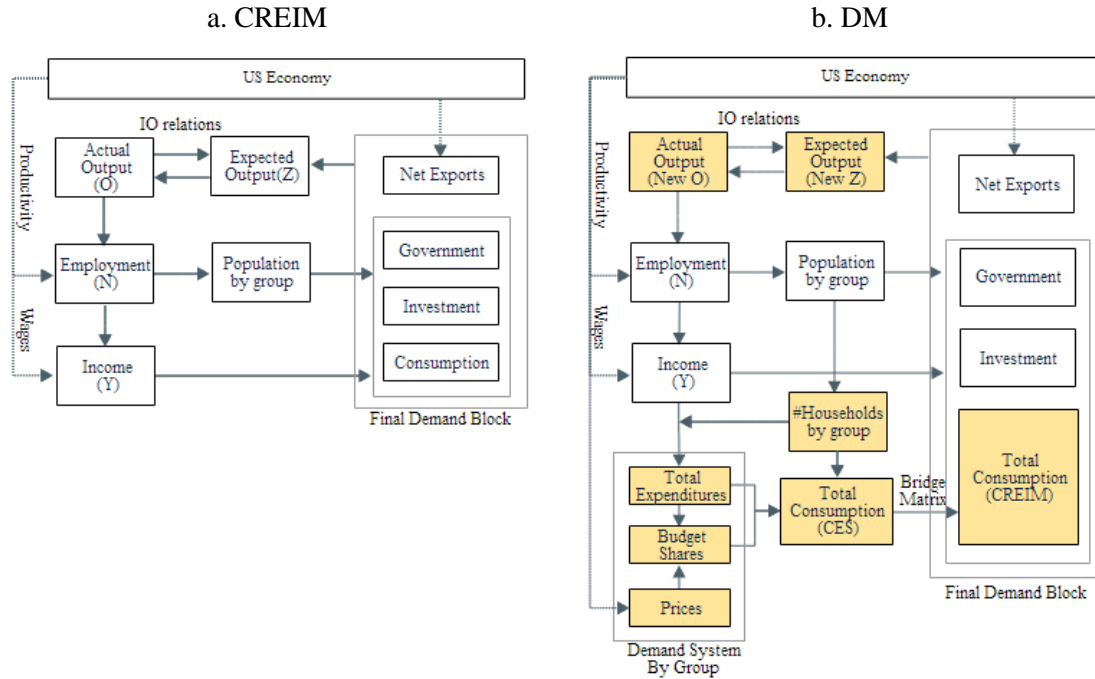 a. CREIM
US Economy
IO relations
Productivity
Actual
Output
(O)
Expected
Output(Z)
Net Exports
Employment
(N)
Population
by group
Government
Investment
Wages
Income
(Y)
Consumption
Final Demand Block
b. DM
US Economy
IO relations
Productivity
Actual
Output
(New O)
Expected
Output
(New Z)
Net Exports
Employment
(N)
Population
by group
Government
Wages
Income
(Y)
Investment
#Households
by group
Total
Expenditures
Total
Consumption
(CES)
Bridge
Matrix
Total
Consumption
(CREIM)
Budget
Shares
Prices
Final Demand Block
Demand System
By Group